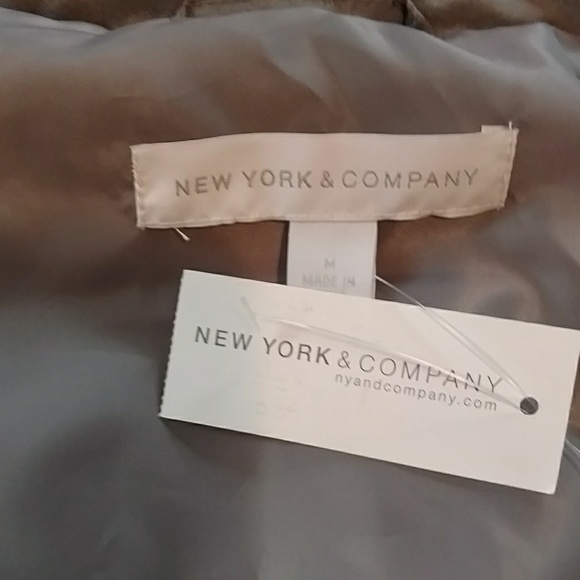 NEW YORK & COMPANY
M
MADE IN
NEW YORK & COMPANY
nyandcompany.com